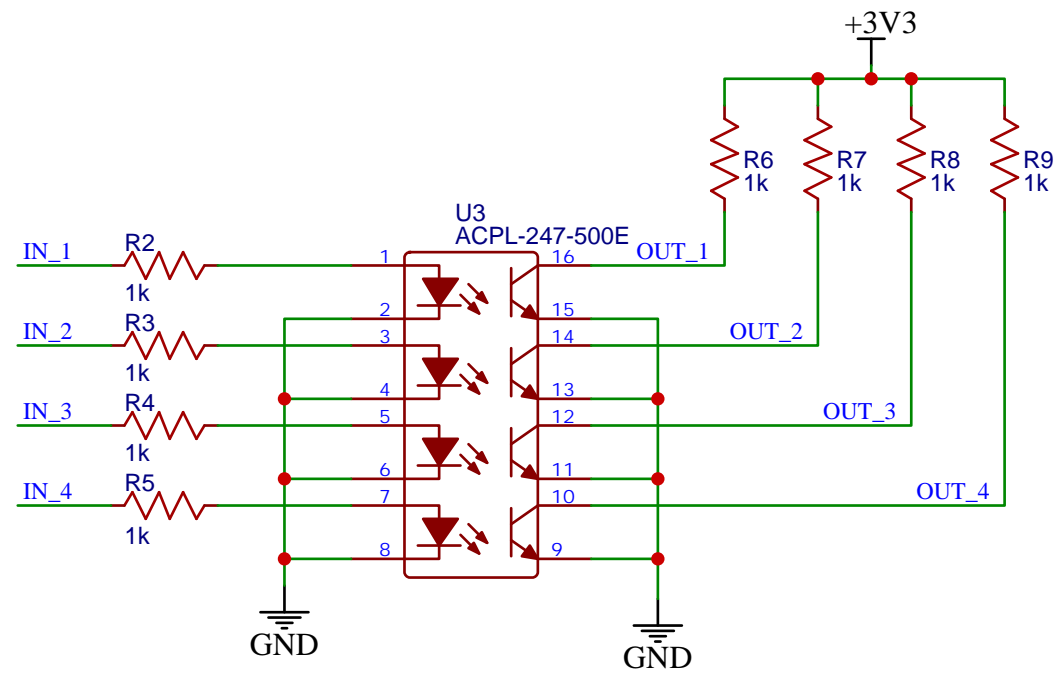 +3V3
R6
1k
R7
1k
R8
1k
R9
1k
U3
ACPL-247-500E
IN_1
R2
1k
1
16
OUT_1
2
15
IN_2
R3
1k
3
14
OUT_2
4
13
IN_3
R4
1k
5
12
OUT_3
6
11
IN_4
R5
1k
7
10
OUT_4
8
9
GND
GND